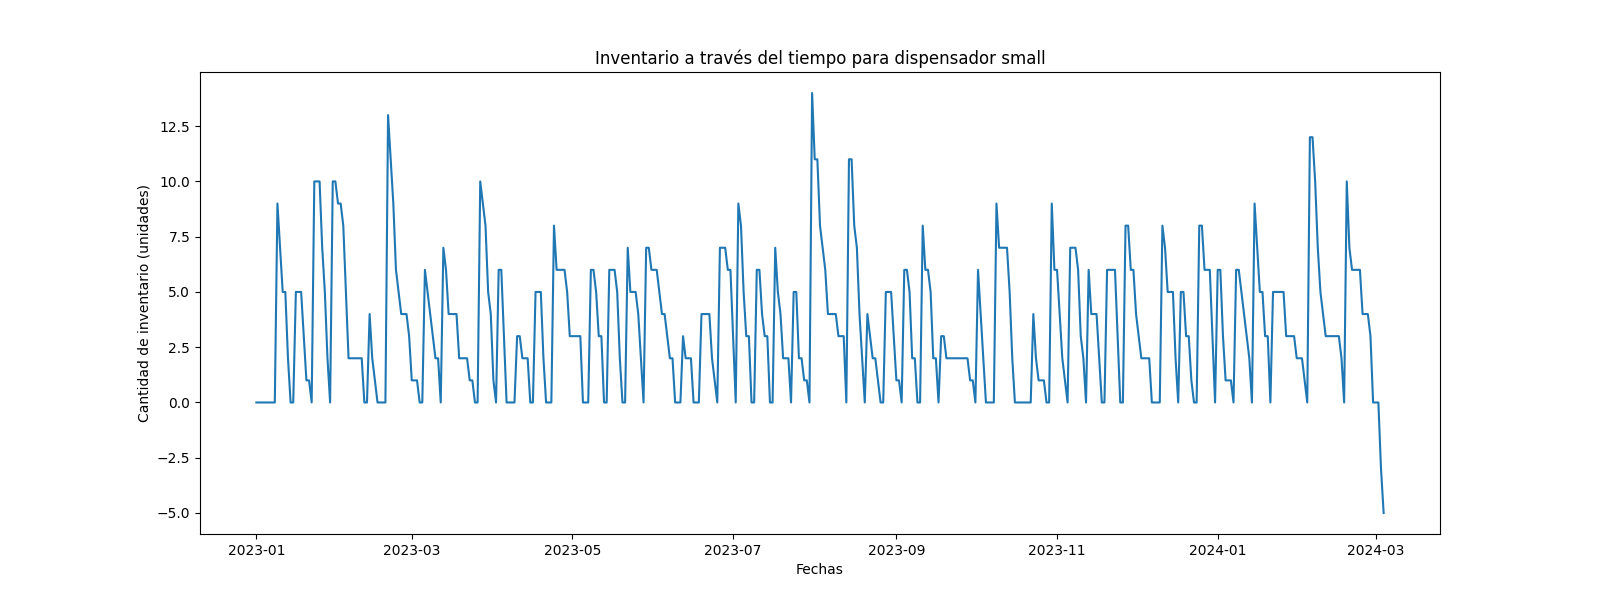 Inventario a través del tiempo para dispensador small
Cantidad de inventario (unidades)
12.5
10.0
7.5
5.0
2.5
0.0
−2.5
−5.0
2023-01 2023-03 2023-05 2023-07 2023-09 2023-11 2024-01 2024-03
Fechas